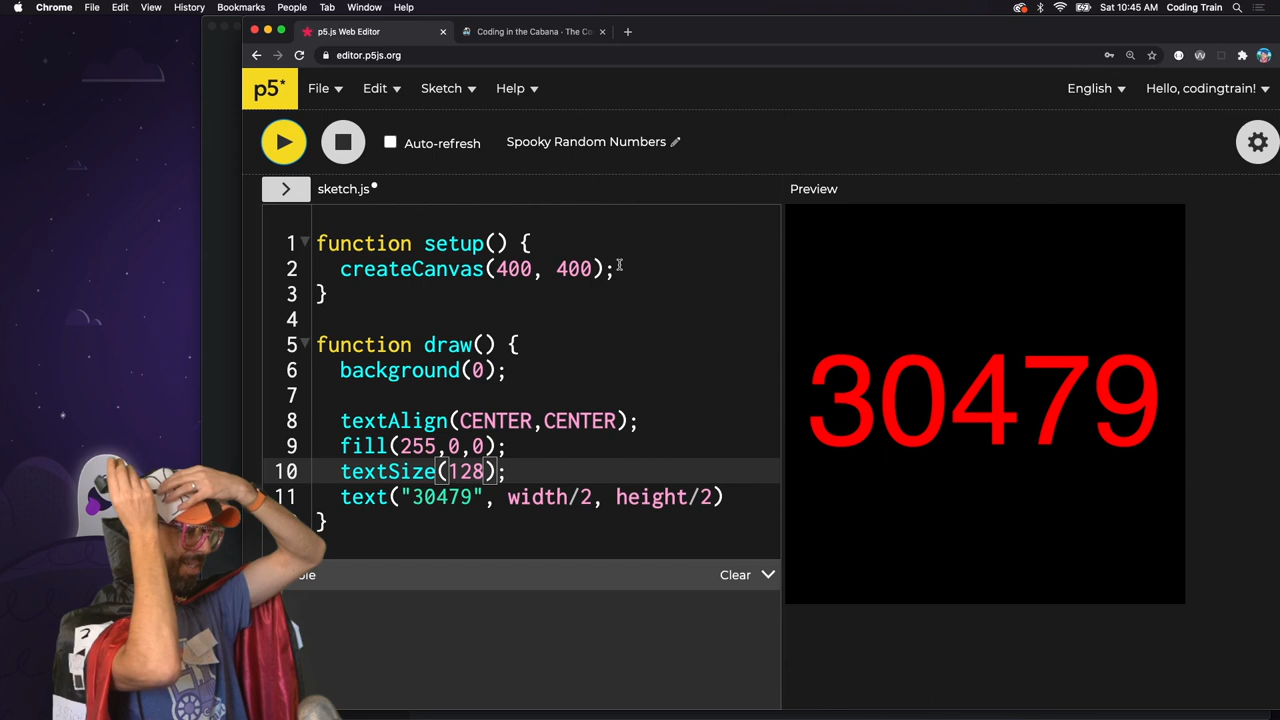 Chrome File Edit View History Bookmarks People Tab Window Help Sat 10:45 AM Coding Train
p5.js Web Editor Coding in the Cabana - The Co
editor.p5js.org
p5* File Edit Sketch Help English Hello, codingtrain!
Auto-refresh Spooky Random Numbers
sketch.js Preview
1 function setup() {
2 createCanvas(400, 400);
3 }
4
5 function draw() {
6 background(0);
7
8 textAlign(CENTER,CENTER);
9 fill(255,0,0);
10 textSize(128);
11 text("30479", width/2, height/2)
}
30479
Clear